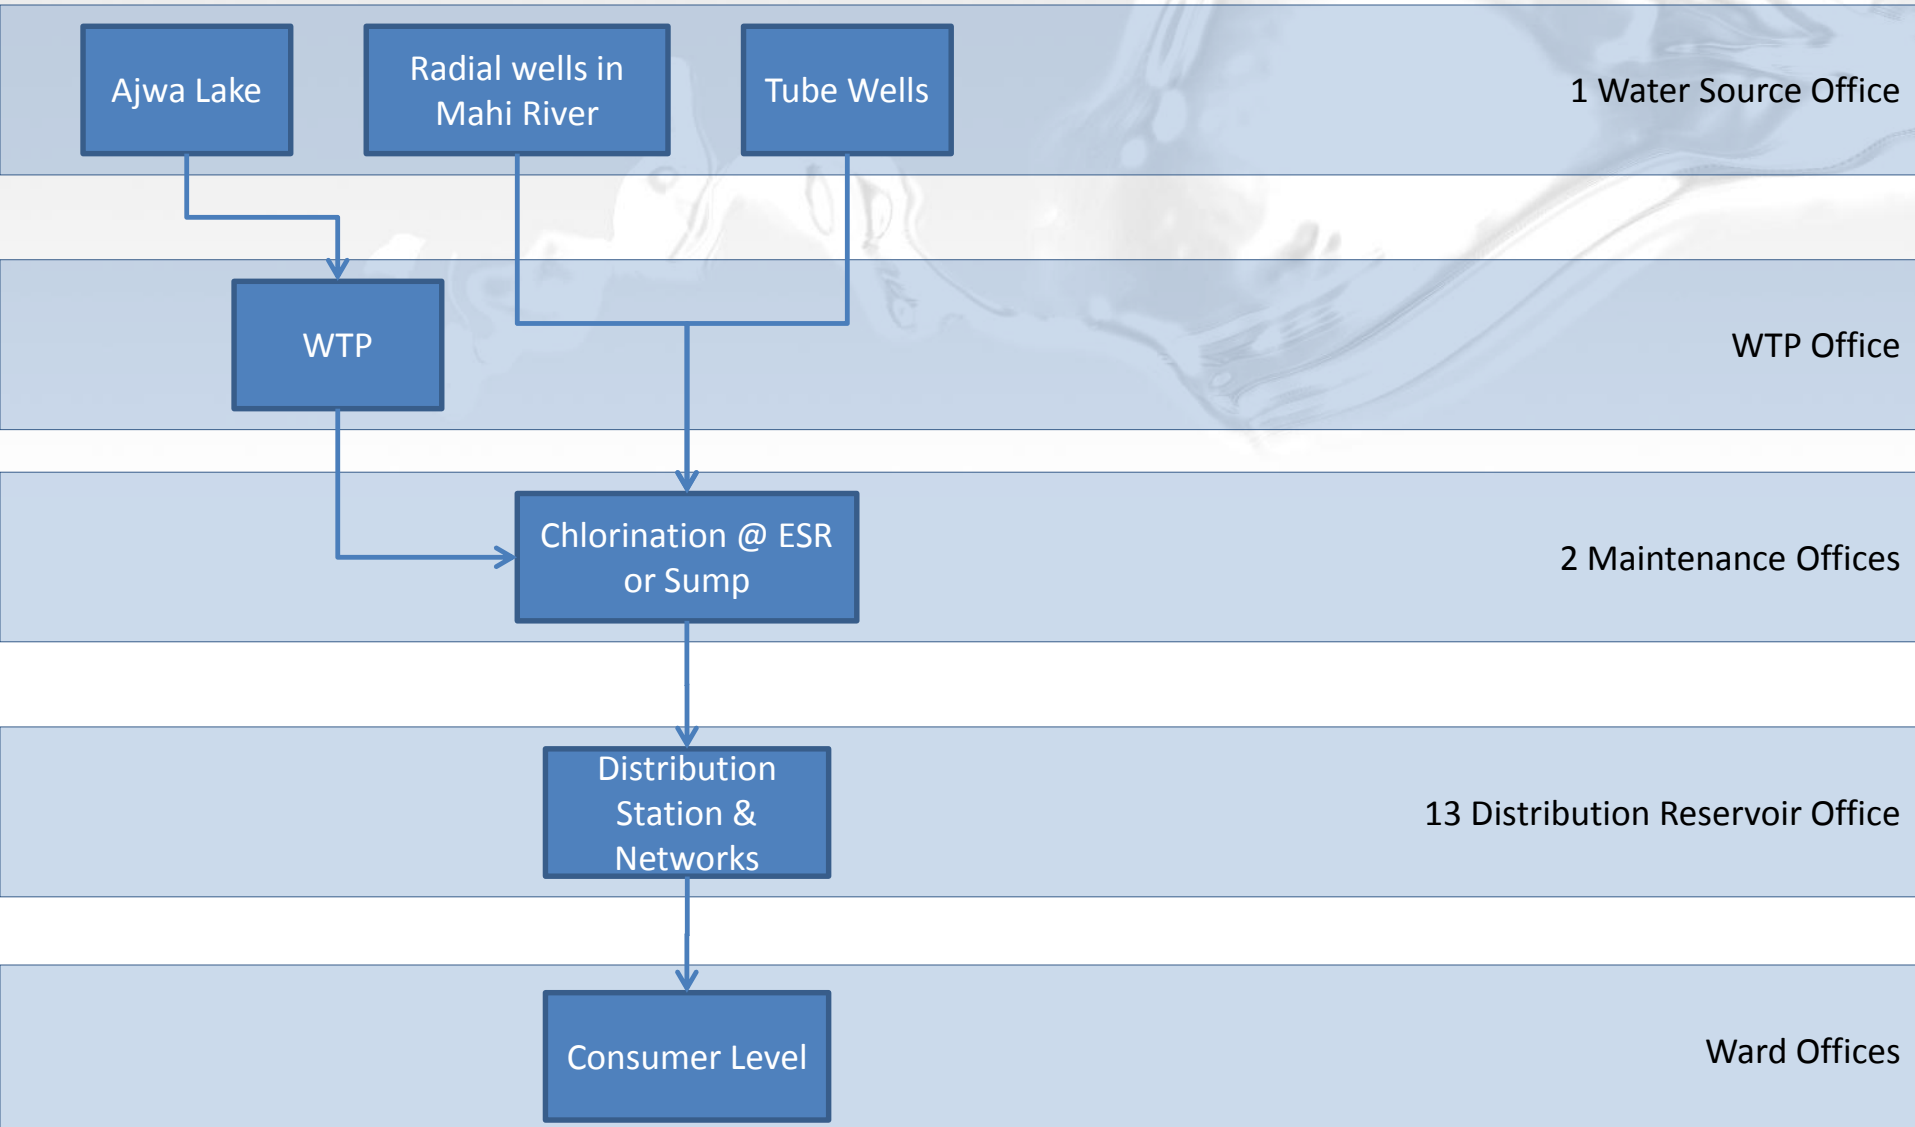 Ajwa Lake
Radial wells in
Mahi River
Tube Wells
1 Water Source Office
WTP
WTP Office
Chlorination @ ESR
or Sump
2 Maintenance Offices
Distribution
Station &
Networks
13 Distribution Reservoir Office
Consumer Level
Ward Offices